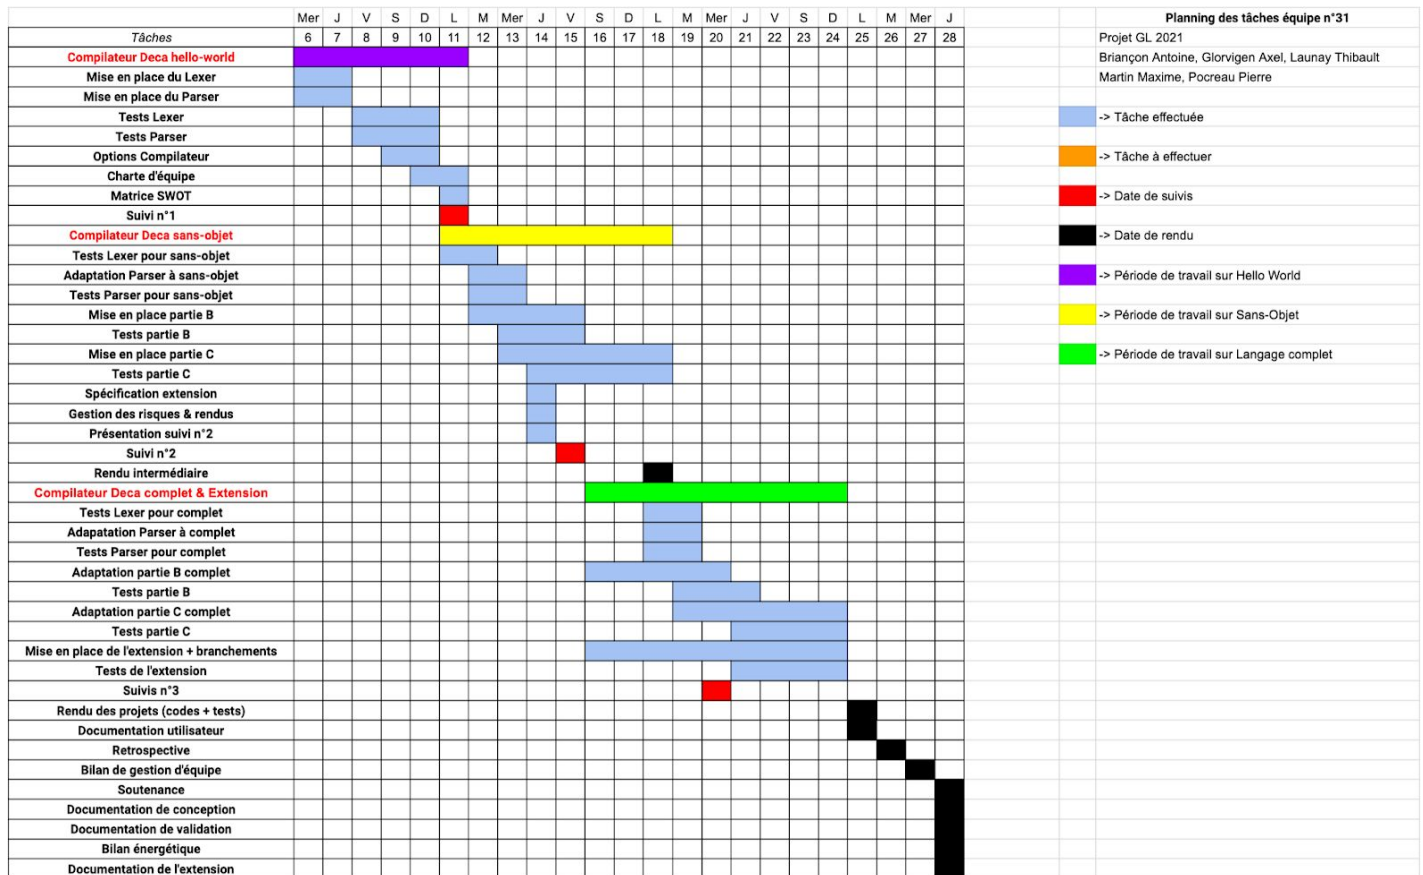 Mer J V S D L M Mer J V S D L M Mer J V S D L M Mer J
Planning des tâches équipe n°31
Tâches 6 7 8 9 10 11 12 13 14 15 16 17 18 19 20 21 22 23 24 25 26 27 28
Projet GL 2021
Compilateur Deca hello-world
Briançon Antoine, Glorvigen Axel, Launay Thibault
Mise en place du Lexer
Martin Maxime, Pocreau Pierre
Mise en place du Parser
Tests Lexer
-> Tâche effectuée
Tests Parser
Options Compilateur
-> Tâche à effectuer
Charte d'équipe
Matrice SWOT
-> Date de suivis
Suivi n°1
Compilateur Deca sans-objet
-> Date de rendu
Tests Lexer pour sans-objet
Adaptation Parser à sans-objet
-> Période de travail sur Hello World
Tests Parser pour sans-objet
Mise en place partie B
-> Période de travail sur Sans-Objet
Tests partie B
Mise en place partie C
-> Période de travail sur Langage complet
Tests partie C
Spécification extension
Gestion des risques & rendus
Présentation suivi n°2
Suivi n°2
Rendu intermédiaire
Compilateur Deca complet & Extension
Tests Lexer pour complet
Adapatation Parser à complet
Tests Parser pour complet
Adaptation partie B complet
Tests partie B
Adaptation partie C complet
Tests partie C
Mise en place de l'extension + branchements
Tests de l'extension
Suivis n°3
Rendu des projets (codes + tests)
Documentation utilisateur
Retrospective
Bilan de gestion d'équipe
Soutenance
Documentation de conception
Documentation de validation
Bilan énergétique
Documentation de l'extension